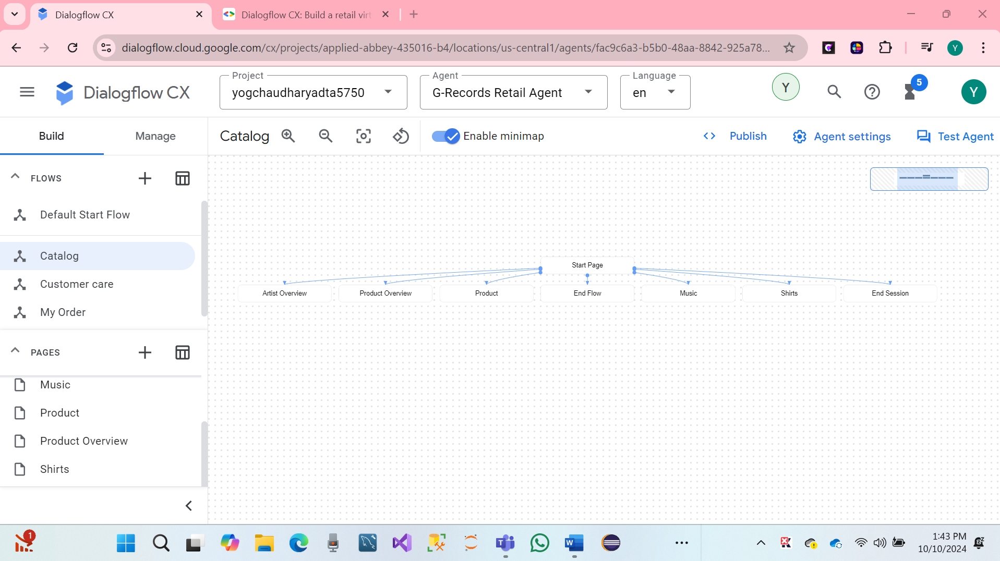 Dialogflow CX
Dialogflow CX: Build a retail virt
dialogflow.cloud.google.com/cx/projects/applied-abbey-435016-b4/locations/us-central1/agents/fac9c6a3-b5b0-48aa-8842-925a78...
Y
Dialogflow CX
Project
yogchaudharyadta5750
Agent
G-Records Retail Agent
Language
en
Y
5
Y
Build
Manage
Catalog
Enable minimap
Publish
Agent settings
Test Agent
FLOWS
Default Start Flow
Catalog
Customer care
My Order
PAGES
Music
Product
Product Overview
Shirts
Start Page
Artist Overview
Product Overview
Product
End Flow
Music
Shirts
End Session
1
1:43 PM
10/10/2024